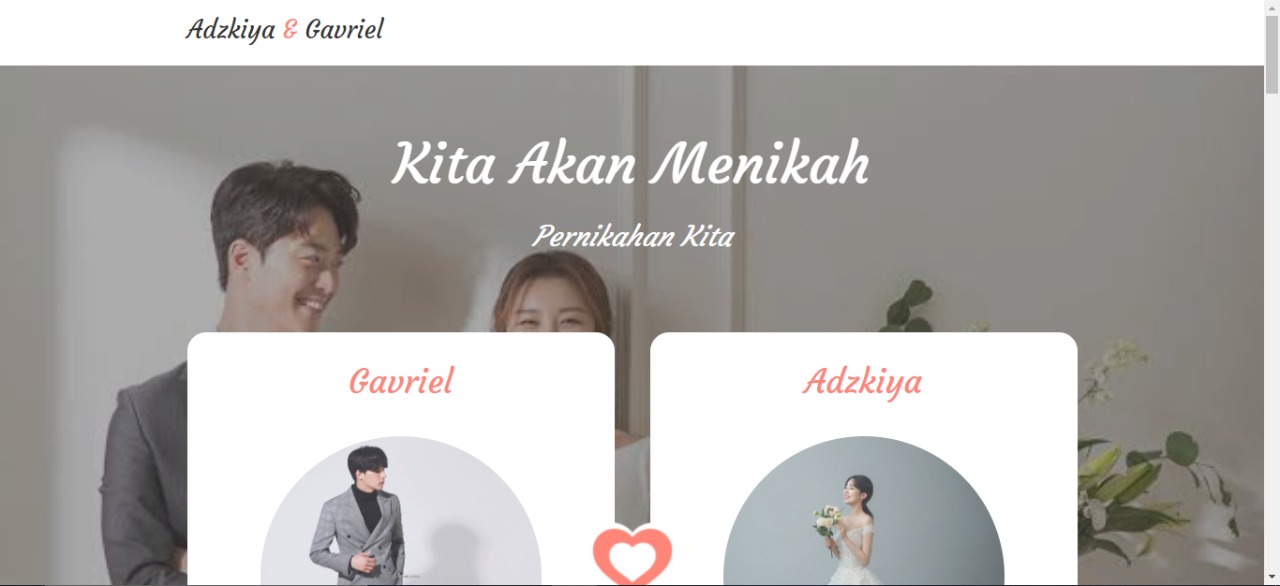 Adzkiya & Gavriel
Kita Akan Menikah
Pernikahan Kita
Gavriel
Adzkiya